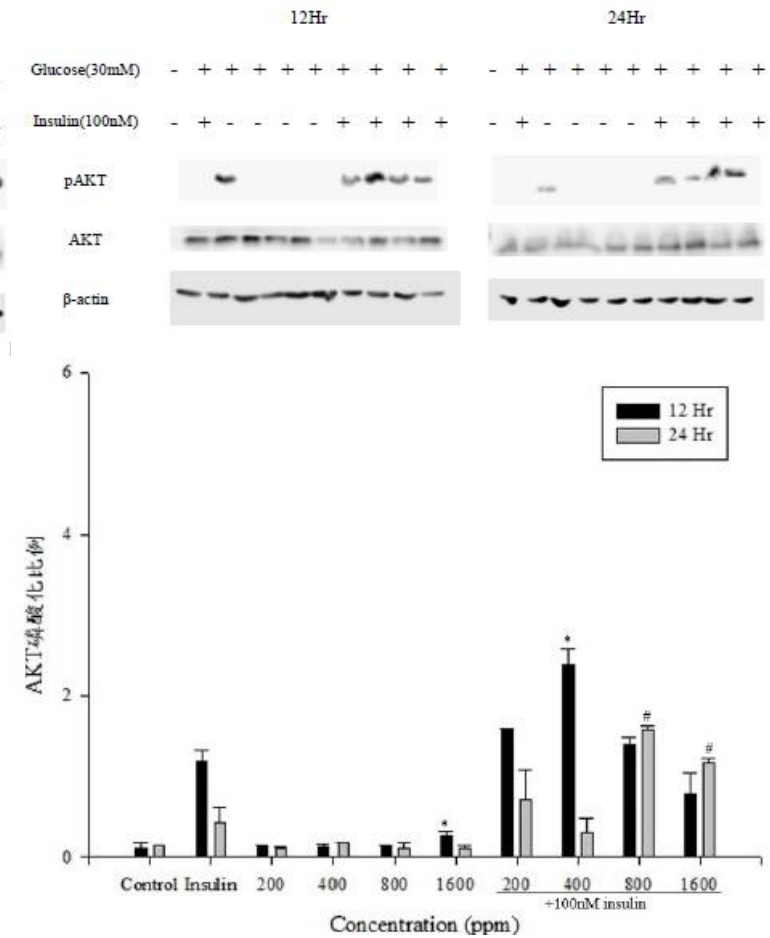 12Hr 24Hr
Glucose(30mM) - + + + + + + + + + - + + + + + + + + +
Insulin(100nM) - + - - - - + + + + - + - - - - + + + +
pAKT
AKT
β-actin
6
12 Hr
24 Hr
4
AKT磷酸化比例
2
*
*
#
#
0
Control Insulin 200 400 800 1600 200 400 800 1600
+100nM insulin
Concentration (ppm)